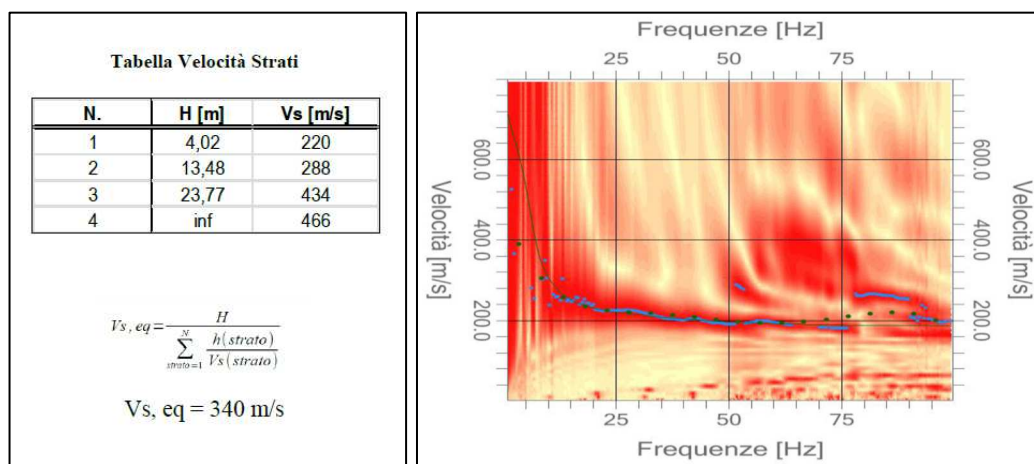 Tabella Velocità Strati
N. H [m] Vs [m/s]
1 4,02 220
2 13,48 288
3 23,77 434
4 inf 466
Vs , eq = H / N ∑ strato=1 h(strato) / Vs(strato)
Vs, eq = 340 m/s
Frequenze [Hz]
25 50 75
Velocità [m/s]
600.0
400.0
200.0
Velocità [m/s]
600.0
400.0
200.0
25 50 75
Frequenze [Hz]